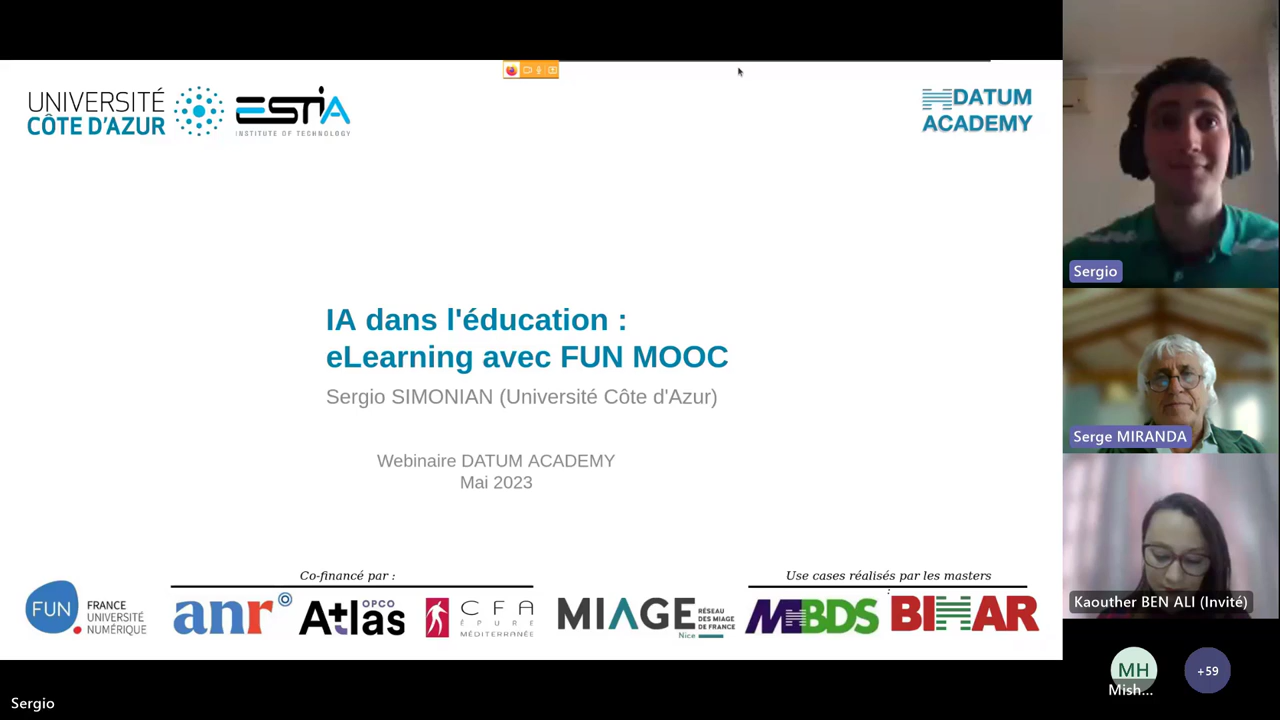 UNIVERSITÉ
CÔTE D'AZUR
ESTIA
INSTITUTE OF TECHNOLOGY
DATUM
ACADEMY
IA dans l'éducation :
eLearning avec FUN MOOC
Sergio SIMONIAN (Université Côte d'Azur)
Webinaire DATUM ACADEMY
Mai 2023
Co-financé par :
Use cases réalisés par les masters
:
FUN
FRANCE
UNIVERSITÉ
NUMÉRIQUE
anr
OPCO
Atlas
CFA
ÉPURE
MÉDITERRANÉE
MIAGE
RÉSEAU
DES MIAGE
DE FRANCE
Nice
MBDS
BIHAR
Sergio
Serge MIRANDA
Kaouther BEN ALI (Invité)
MH
Mish...
+59
Sergio